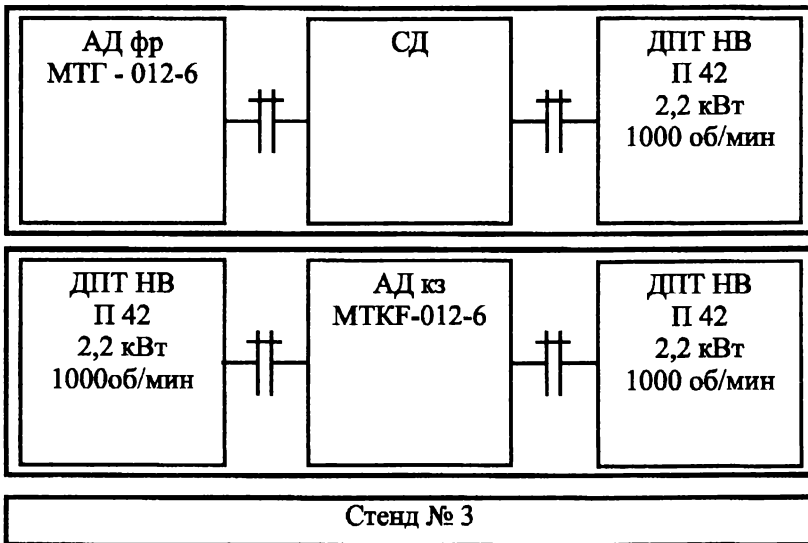 АД фр
МТГ - 012-6
СД
ДПТ НВ
П 42
2,2 кВт
1000 об/мин
ДПТ НВ
П 42
2,2 кВт
1000об/мин
АД кз
МТКF-012-6
ДПТ НВ
П 42
2,2 кВт
1000 об/мин
Стенд № 3